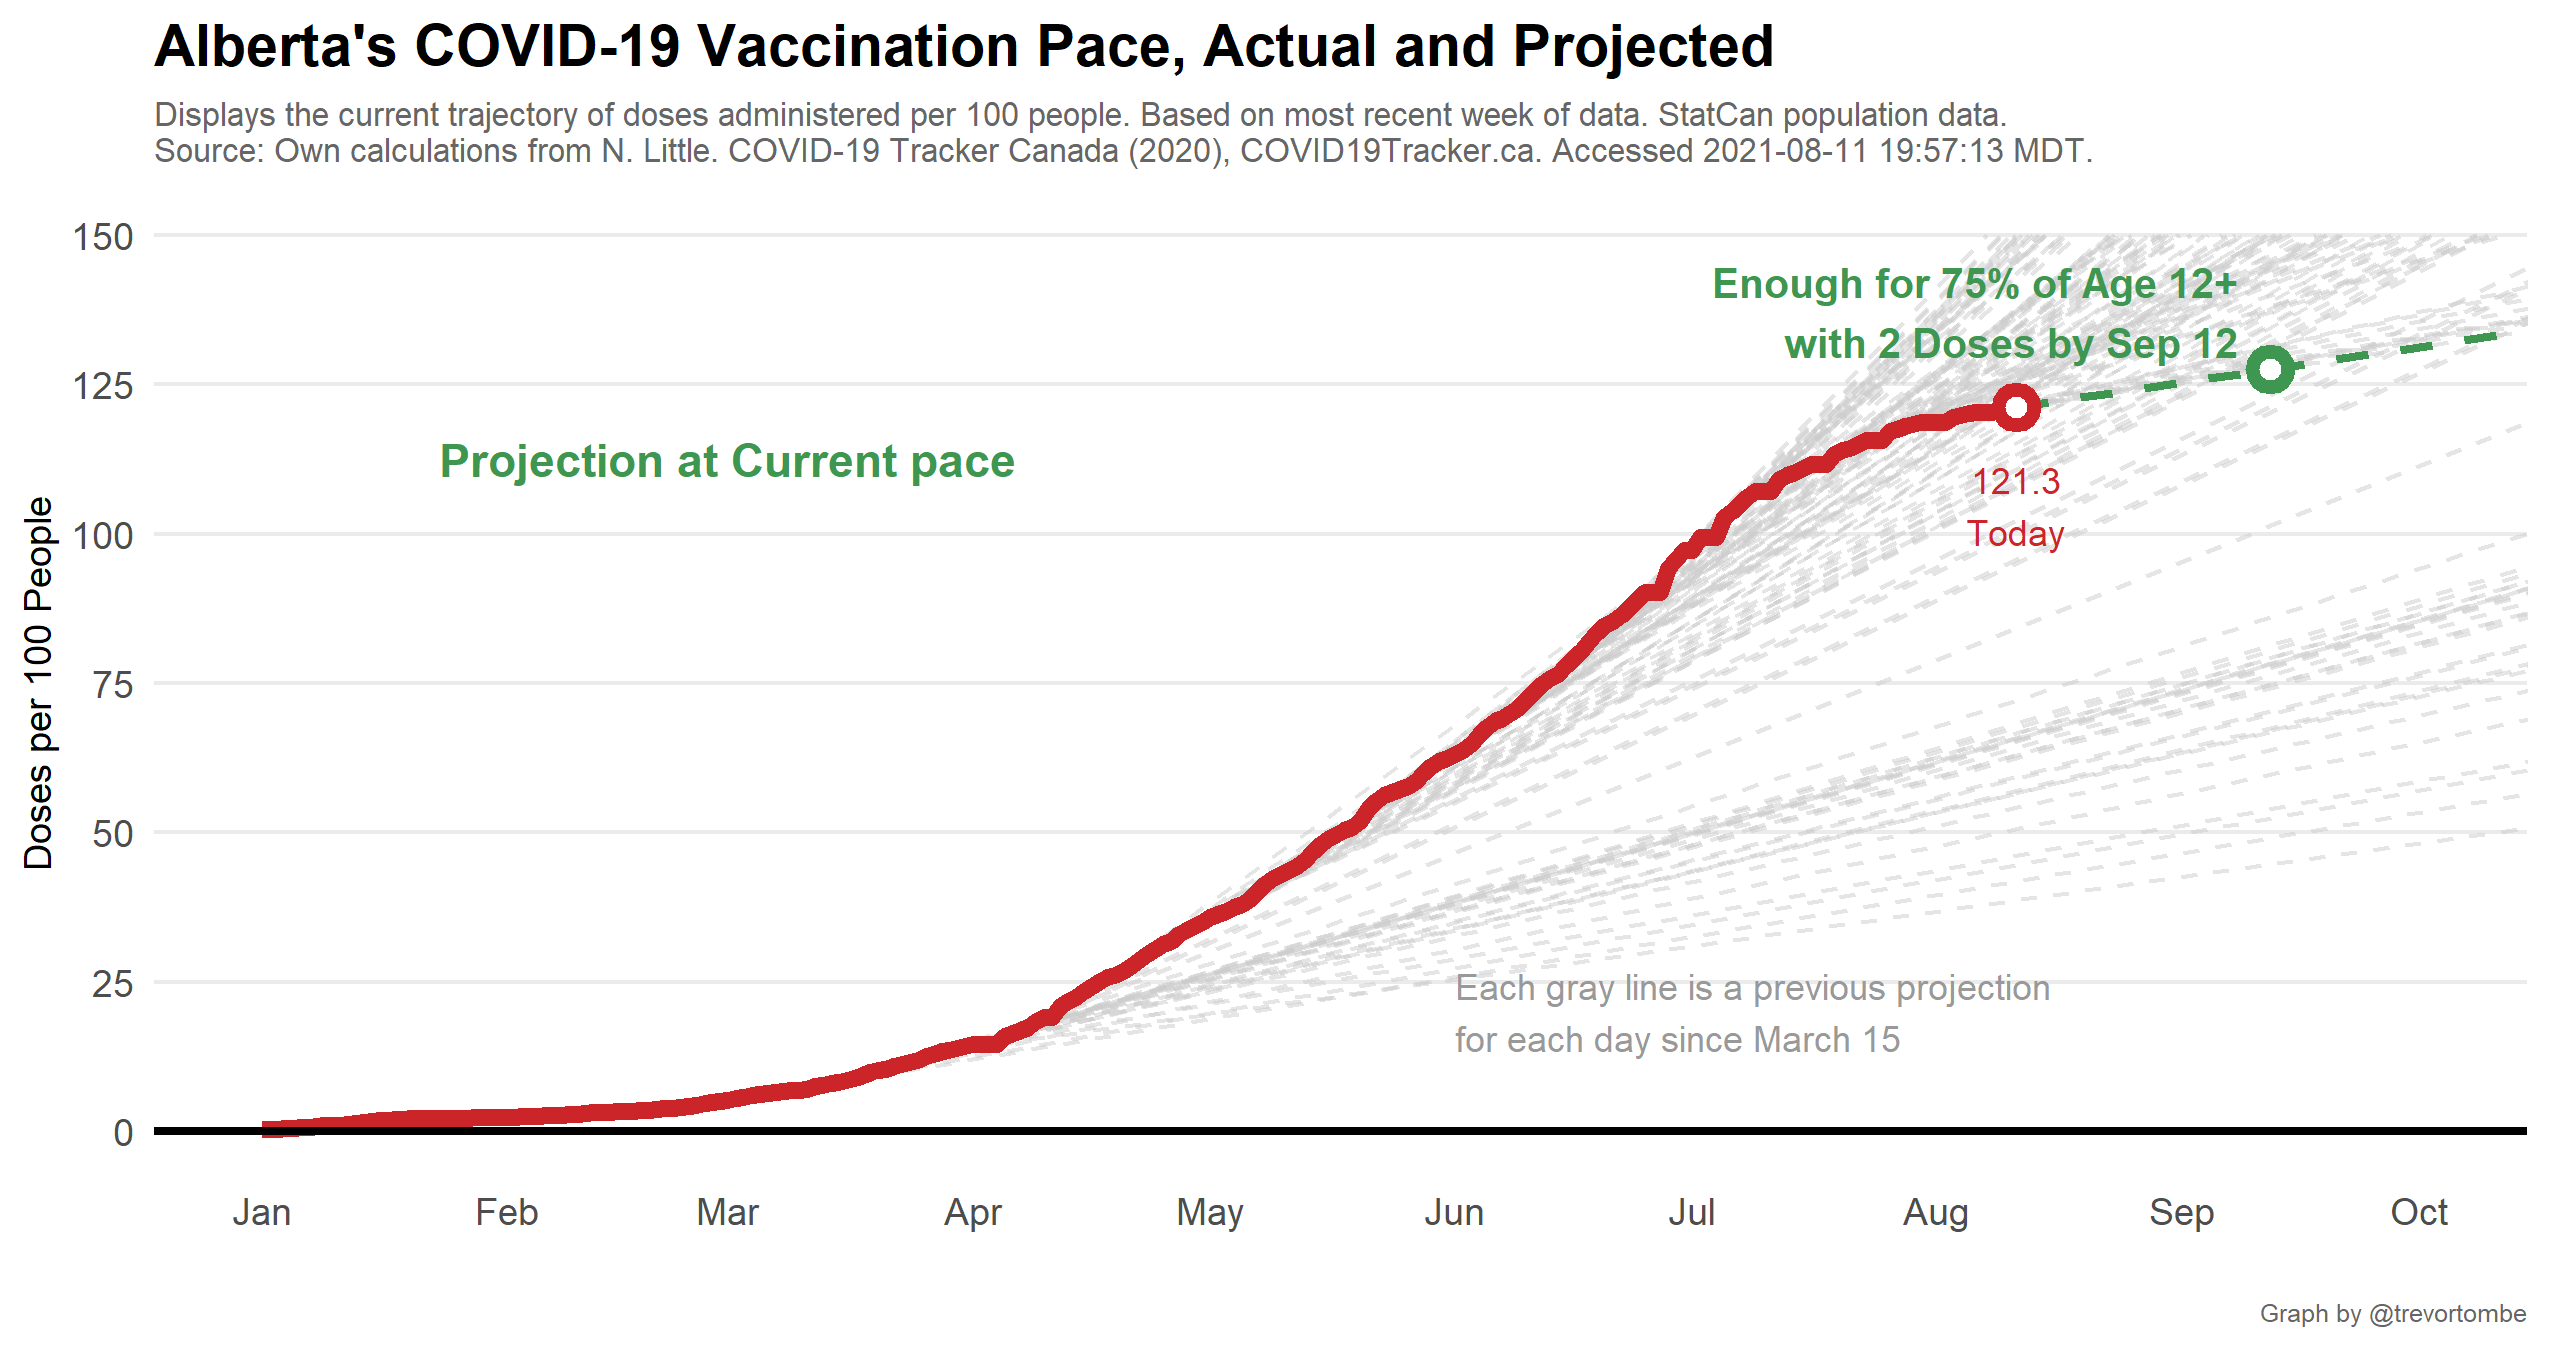 Alberta's COVID-19 Vaccination Pace, Actual and Projected
Displays the current trajectory of doses administered per 100 people. Based on most recent week of data. StatCan population data.
Source: Own calculations from N. Little. COVID-19 Tracker Canada (2020), COVID19Tracker.ca. Accessed 2021-08-11 19:57:13 MDT.
Doses per 100 People
150
125
100
75
50
25
0
Enough for 75% of Age 12+
with 2 Doses by Sep 12
Projection at Current pace
121.3
Today
Each gray line is a previous projection
for each day since March 15
Jan Feb Mar Apr May Jun Jul Aug Sep Oct
Graph by @trevortombe